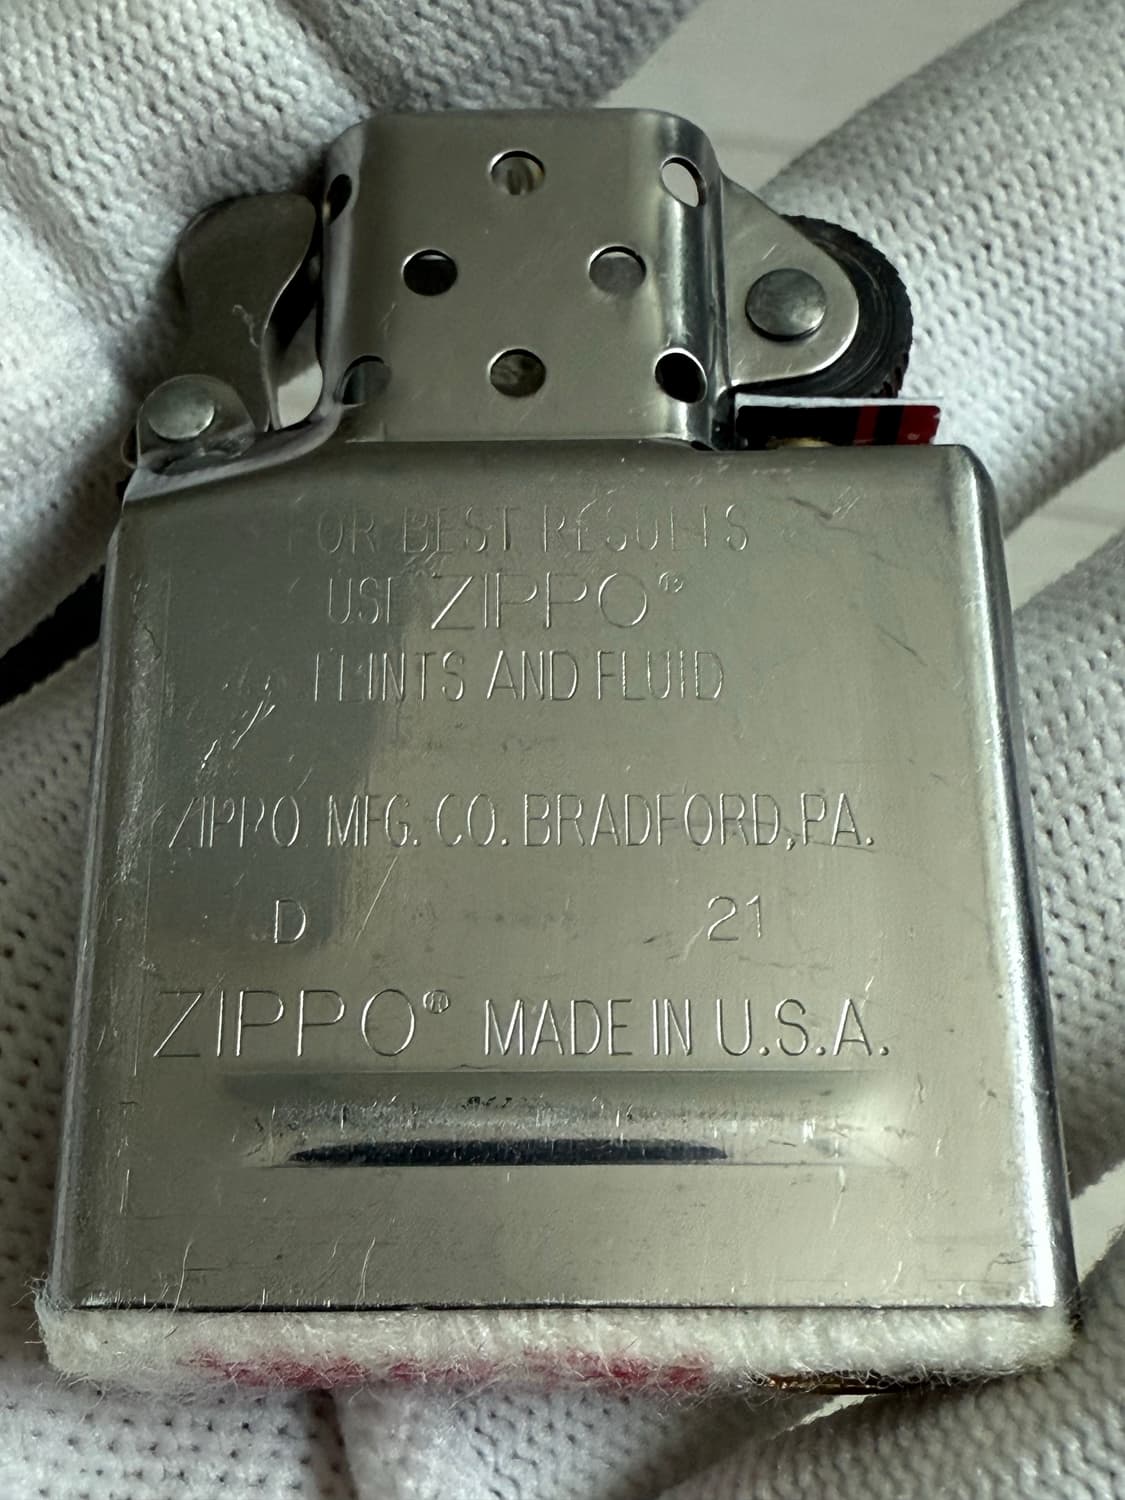 FOR BEST RESULTS
USE ZIPPO®
FLINTS AND FLUID
ZIPPO MFG. CO. BRADFORD, PA.
D 21
ZIPPO® MADE IN U.S.A.